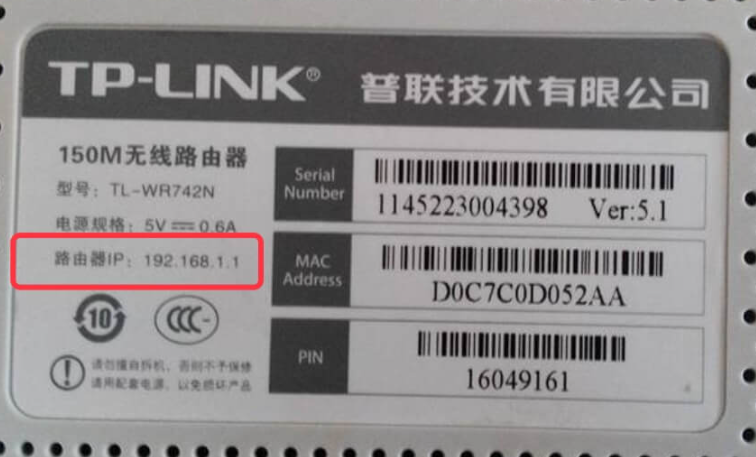 TP-LINK® 普联技术有限公司
150M无线路由器
型号：TL-WR742N
电源规格：5V⎓0.6A
路由器IP：192.168.1.1
10
CCC
请勿擅自拆机，否则不予保修
请用配套电源，以免损坏产品
Serial Number
1145223004398 Ver:5.1
MAC Address
D0C7C0D052AA
PIN
16049161